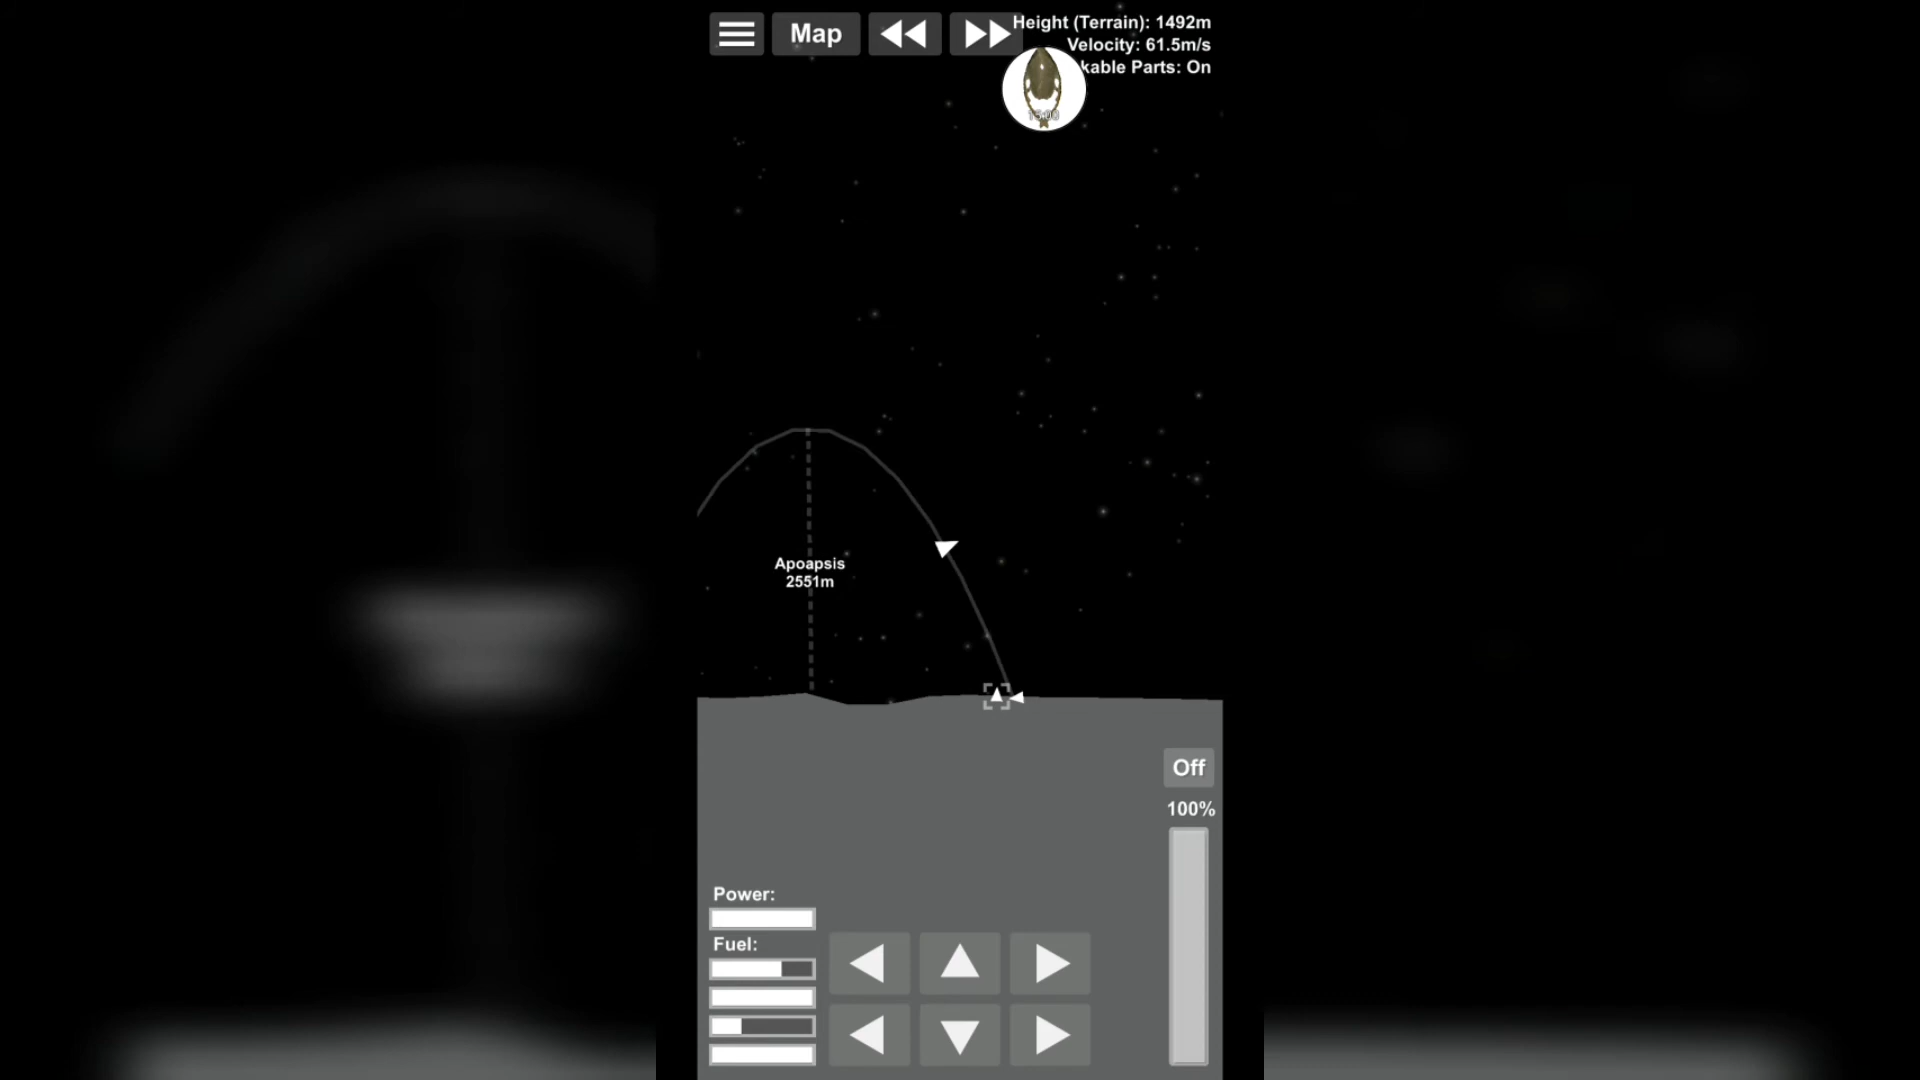 Map
Height (Terrain): 1492m
Velocity: 61.5m/s
kable Parts: On
Apoapsis
2551m
Off
100%
Power:
Fuel: